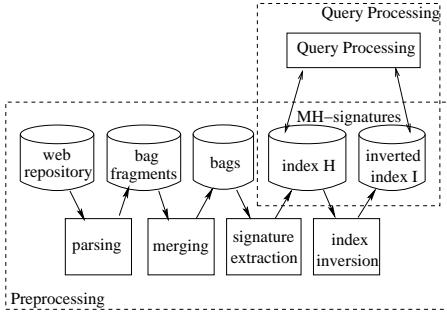 Query Processing
Query Processing
MH-signatures
web
repository
bag
fragments
bags
index H
inverted
index I
parsing
merging
signature
extraction
index
inversion
Preprocessing